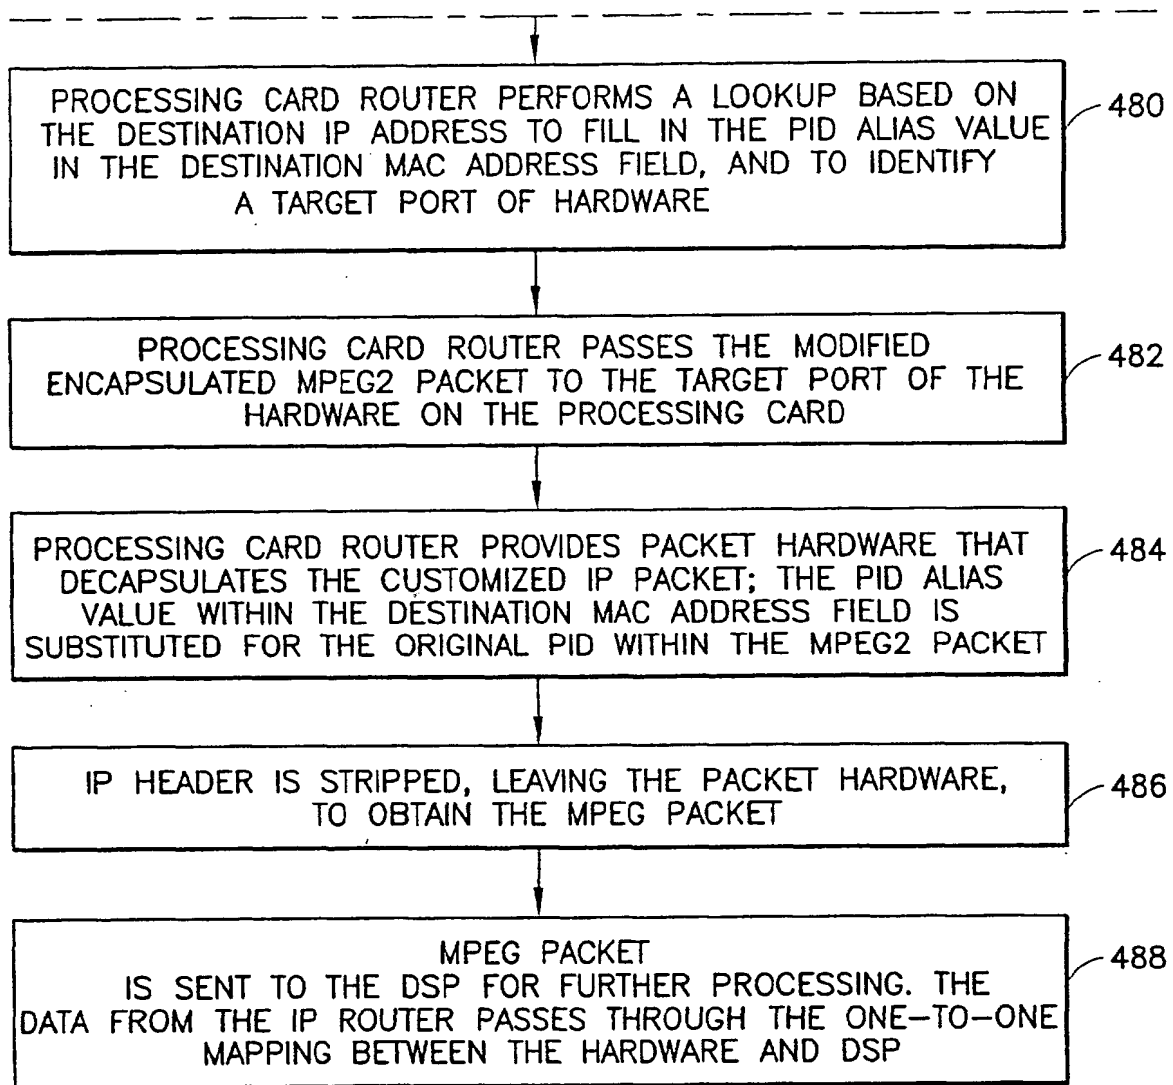 PROCESSING CARD ROUTER PERFORMS A LOOKUP BASED ON
THE DESTINATION IP ADDRESS TO FILL IN THE PID ALIAS VALUE
IN THE DESTINATION MAC ADDRESS FIELD, AND TO IDENTIFY
A TARGET PORT OF HARDWARE
480
PROCESSING CARD ROUTER PASSES THE MODIFIED
ENCAPSULATED MPEG2 PACKET TO THE TARGET PORT OF THE
HARDWARE ON THE PROCESSING CARD
482
PROCESSING CARD ROUTER PROVIDES PACKET HARDWARE THAT
DECAPSULATES THE CUSTOMIZED IP PACKET; THE PID ALIAS
VALUE WITHIN THE DESTINATION MAC ADDRESS FIELD IS
SUBSTITUTED FOR THE ORIGINAL PID WITHIN THE MPEG2 PACKET
484
IP HEADER IS STRIPPED, LEAVING THE PACKET HARDWARE,
TO OBTAIN THE MPEG PACKET
486
MPEG PACKET
IS SENT TO THE DSP FOR FURTHER PROCESSING. THE
DATA FROM THE IP ROUTER PASSES THROUGH THE ONE-TO-ONE
MAPPING BETWEEN THE HARDWARE AND DSP
488